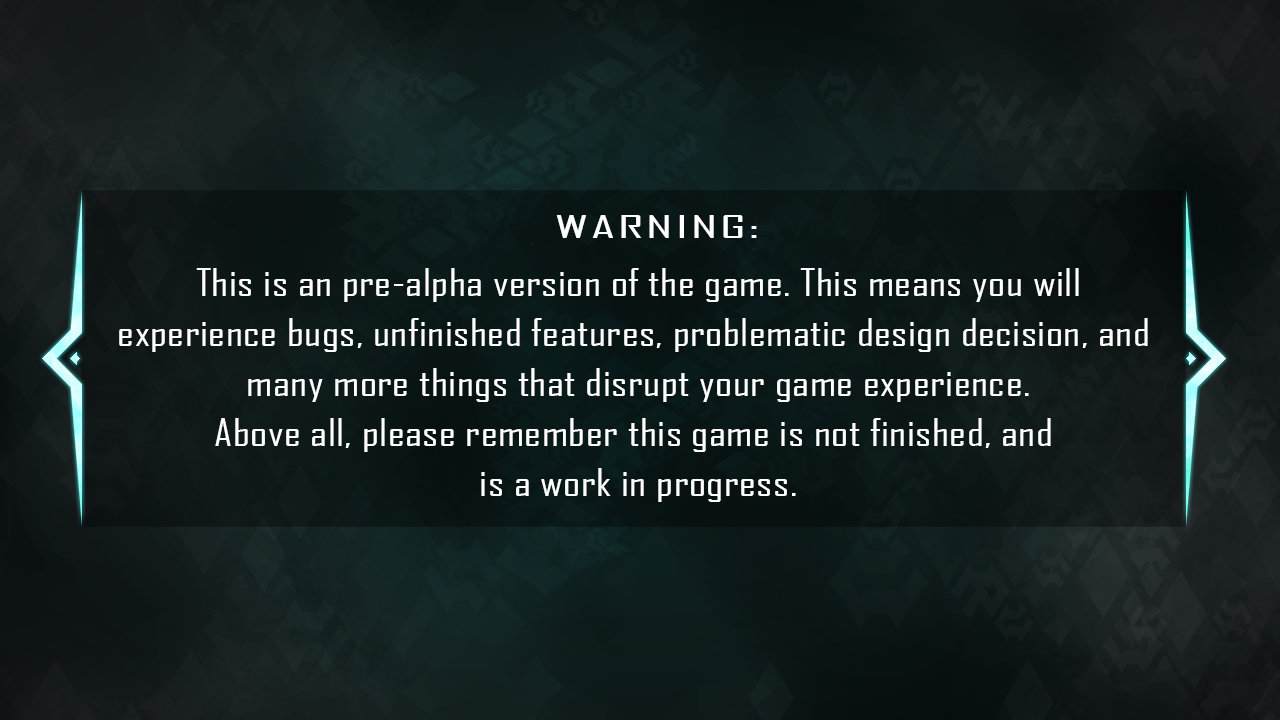 WARNING:
This is an pre-alpha version of the game. This means you will
experience bugs, unfinished features, problematic design decision, and
many more things that disrupt your game experience.
Above all, please remember this game is not finished, and
is a work in progress.